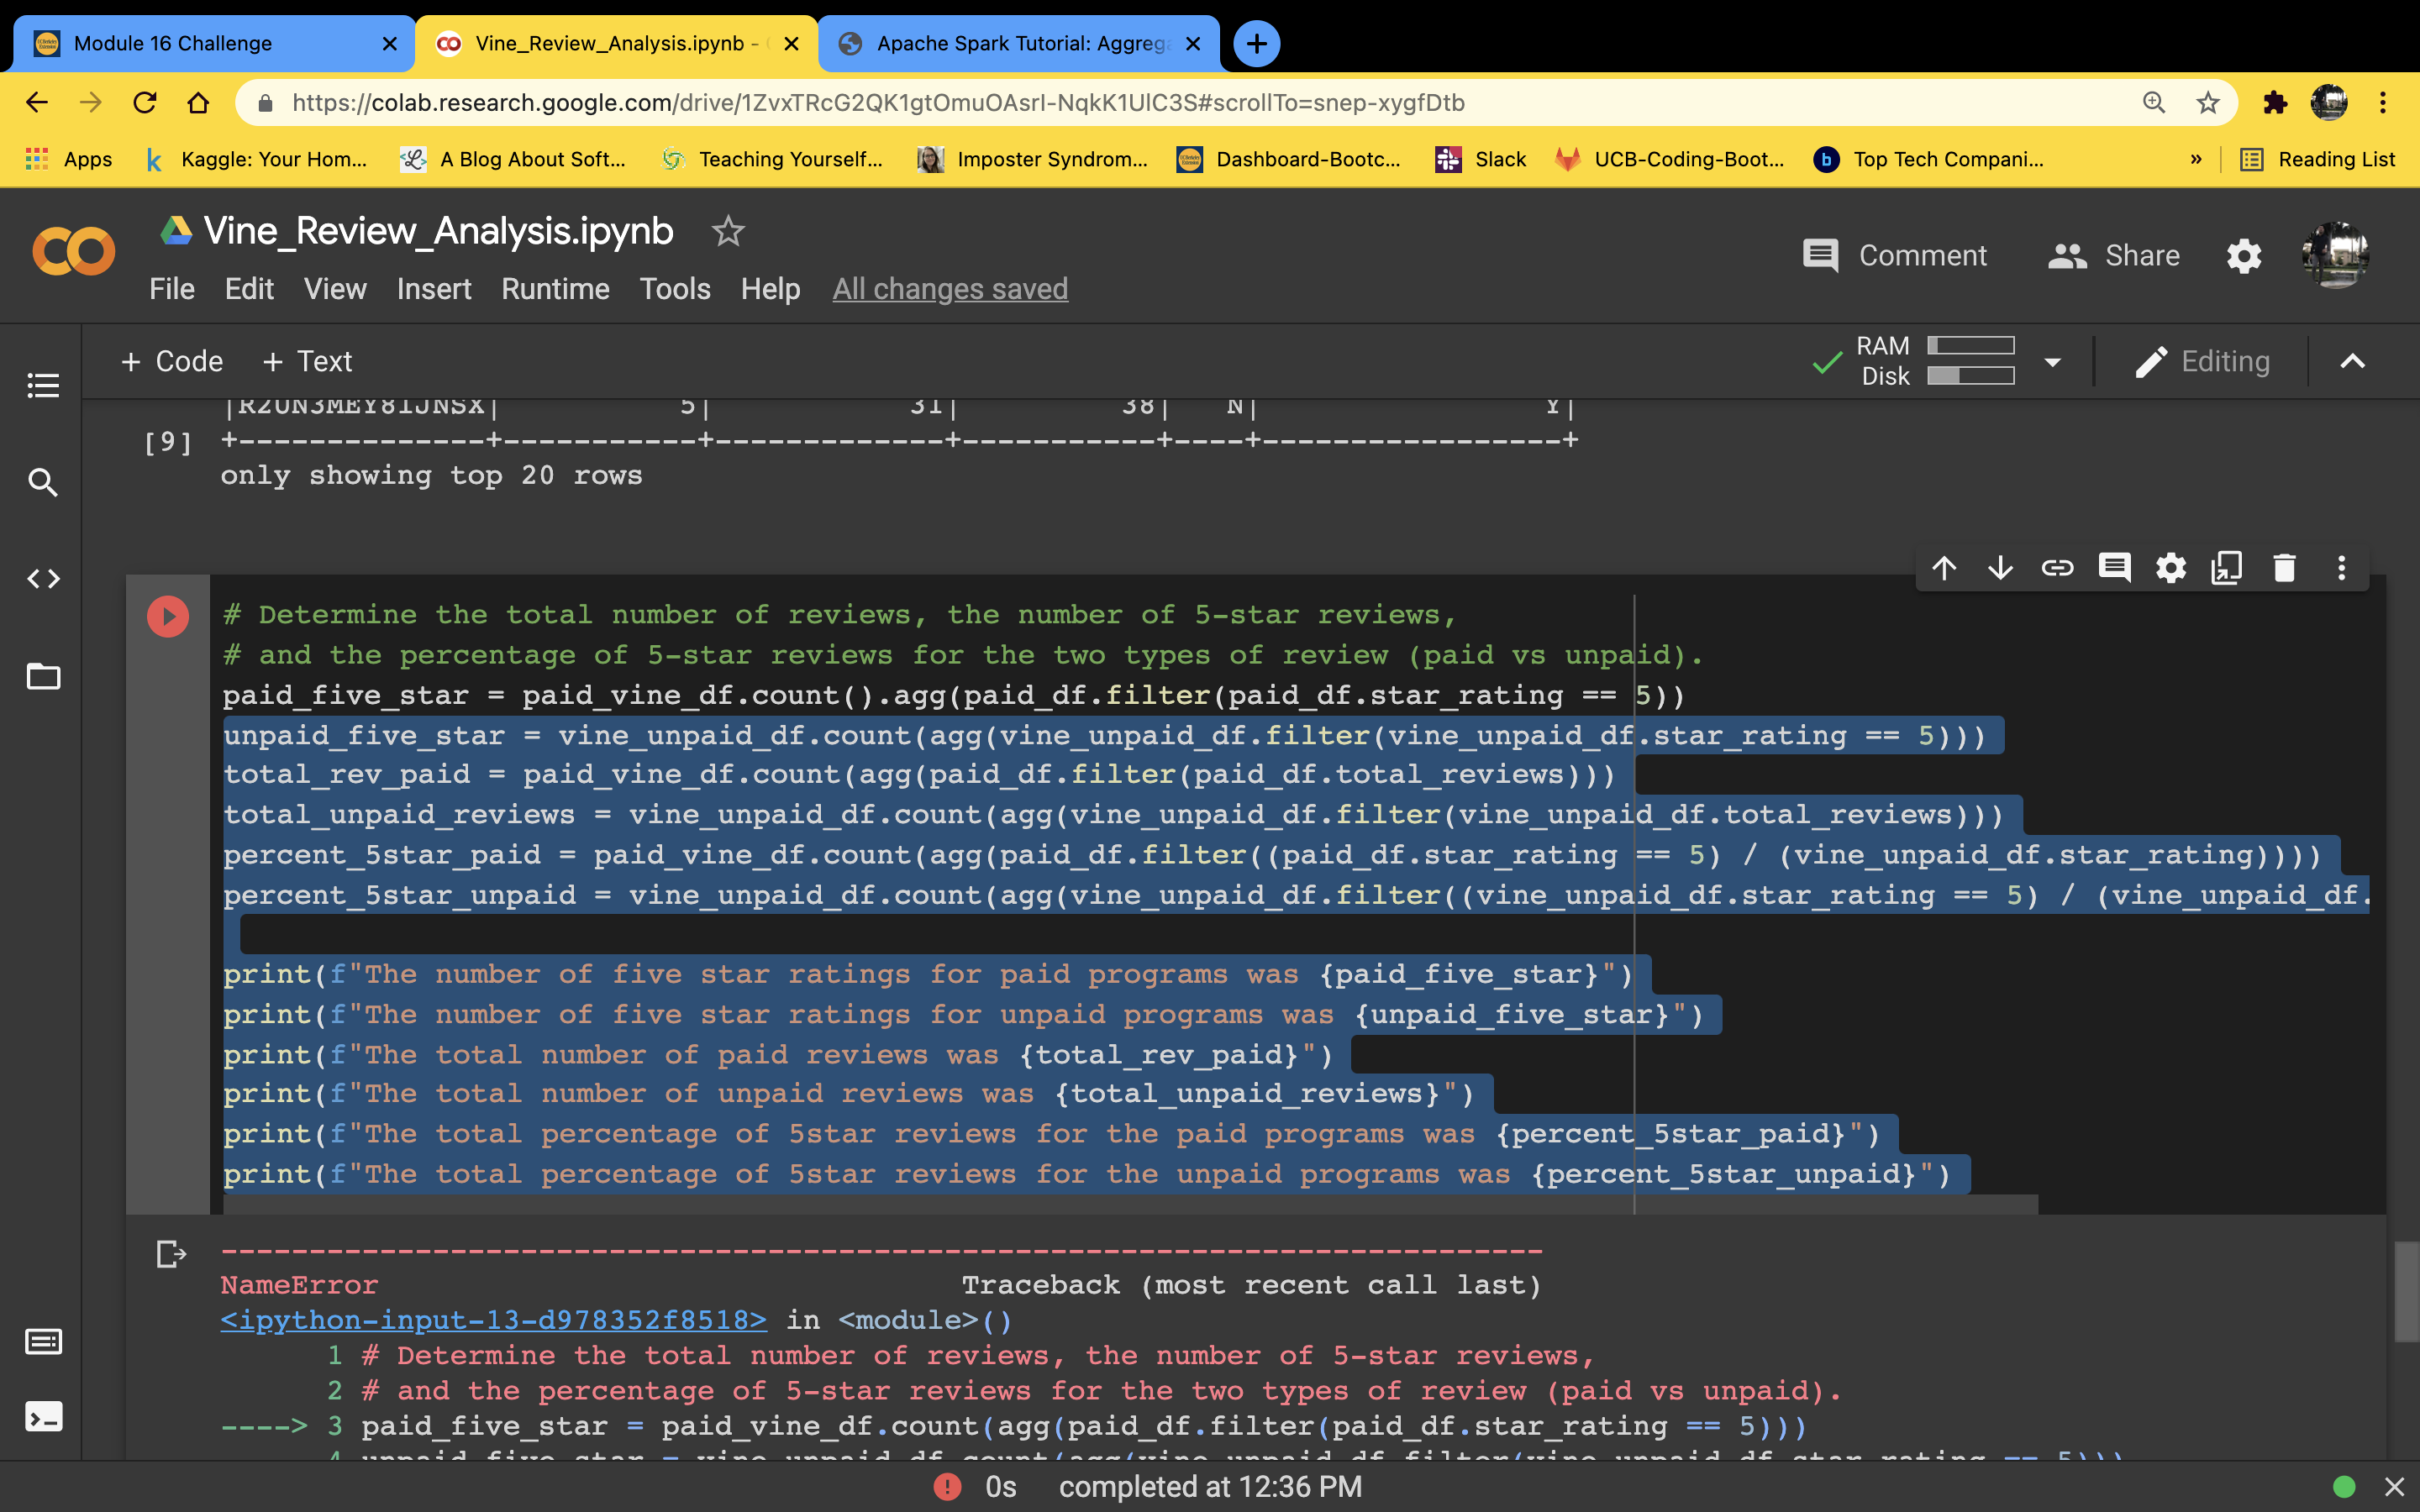 Module 16 Challenge
Vine_Review_Analysis.ipynb -
Apache Spark Tutorial: Aggrega
https://colab.research.google.com/drive/1ZvxTRcG2QK1gtOmuOAsrI-NqkK1UlC3S#scrollTo=snep-xygfDtb
Apps
Kaggle: Your Hom...
A Blog About Soft...
Teaching Yourself...
Imposter Syndrom...
Dashboard-Bootc...
Slack
UCB-Coding-Boot...
Top Tech Compani...
»
Reading List
Vine_Review_Analysis.ipynb
Comment
Share
File Edit View Insert Runtime Tools Help All changes saved
+ Code + Text
RAM
Disk
Editing
|R2UN3MEY81JNSX| 5| 31| 38| N| Y|
[9] +--------------+-----------+-------------+-----------+----+-----------------+
only showing top 20 rows
# Determine the total number of reviews, the number of 5-star reviews,
# and the percentage of 5-star reviews for the two types of review (paid vs unpaid).
paid_five_star = paid_vine_df.count().agg(paid_df.filter(paid_df.star_rating == 5))
unpaid_five_star = vine_unpaid_df.count(agg(vine_unpaid_df.filter(vine_unpaid_df.star_rating == 5)))
total_rev_paid = paid_vine_df.count(agg(paid_df.filter(paid_df.total_reviews)))
total_unpaid_reviews = vine_unpaid_df.count(agg(vine_unpaid_df.filter(vine_unpaid_df.total_reviews)))
percent_5star_paid = paid_vine_df.count(agg(paid_df.filter((paid_df.star_rating == 5) / (vine_unpaid_df.star_rating))))
percent_5star_unpaid = vine_unpaid_df.count(agg(vine_unpaid_df.filter((vine_unpaid_df.star_rating == 5) / (vine_unpaid_df.
print(f"The number of five star ratings for paid programs was {paid_five_star}")
print(f"The number of five star ratings for unpaid programs was {unpaid_five_star}")
print(f"The total number of paid reviews was {total_rev_paid}")
print(f"The total number of unpaid reviews was {total_unpaid_reviews}")
print(f"The total percentage of 5star reviews for the paid programs was {percent_5star_paid}")
print(f"The total percentage of 5star reviews for the unpaid programs was {percent_5star_unpaid}")
---------------------------------------------------------------------------
NameError Traceback (most recent call last)
<ipython-input-13-d978352f8518> in <module>()
1 # Determine the total number of reviews, the number of 5-star reviews,
2 # and the percentage of 5-star reviews for the two types of review (paid vs unpaid).
----> 3 paid_five_star = paid_vine_df.count(agg(paid_df.filter(paid_df.star_rating == 5)))
4 unpaid_five_star = vine_unpaid_df.count(agg(vine_unpaid_df.filter(vine_unpaid_df.star_rating == 5)))
0s completed at 12:36 PM